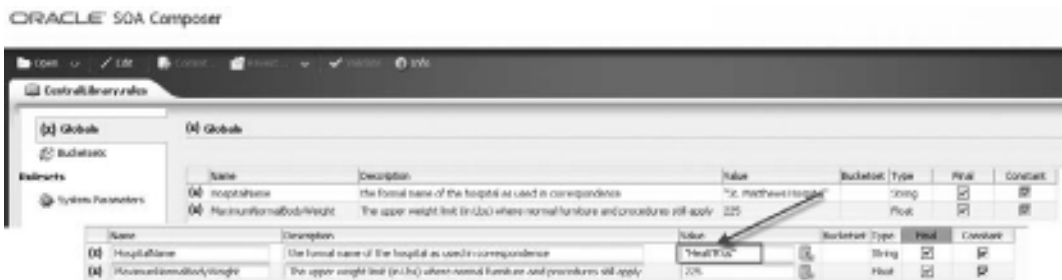 ORACLE SOA Composer
Open Edit Commit... Revert... Validate Info
CentralLibrary.rules
(x) Globals
Bucketsets
Rulesets
System Parameters
(x) Globals
Name Description Value Bucketset Type Final Constant
(x) HospitalName the formal name of the hospital as used in correspondence "St. Matthews Hospital" String
(x) MaximumNormalBodyWeight The upper weight limit (in Lbs) where normal furniture and procedures still apply 225 Float
Name Description Value Bucketset Type Final Constant
(x) HospitalName the formal name of the hospital as used in correspondence String
(x) MaximumNormalBodyWeight The upper weight limit (in Lbs) where normal furniture and procedures still apply 225 Float